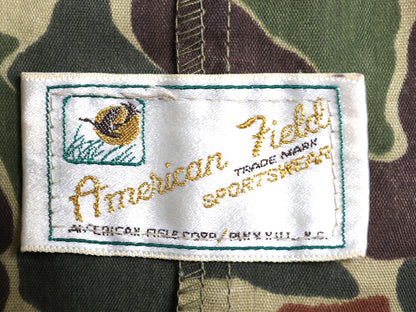 American Field
TRADE MARK
SPORTSWEAR
AMERICAN FIELD CORP. N.C.